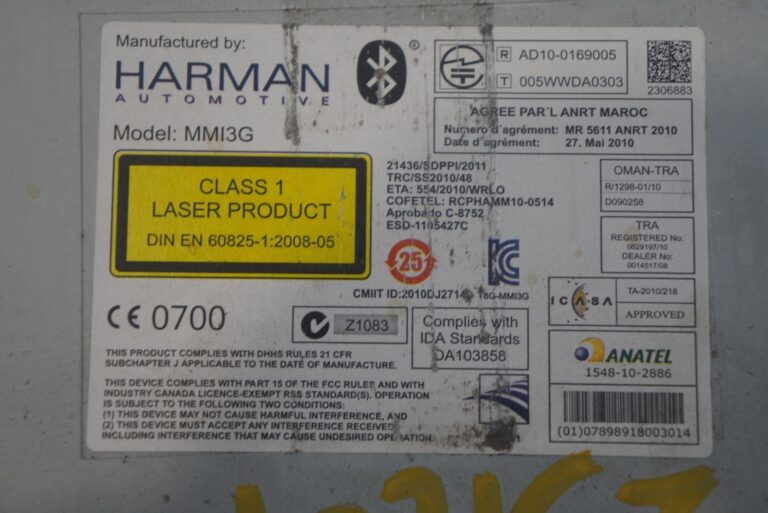 Manufactured by:
HARMAN
AUTOMOTIVE
Model: MMI3G
®
R AD10-0169005
T 005WWDA0303
2306883
AGREE PAR´L ANRT MAROC
Numero d´agrément: MR 5611 ANRT 2010
Date d´agrément: 27. Mai 2010
CLASS 1
LASER PRODUCT
DIN EN 60825-1:2008-05
21436/SDPPI/2011
TRC/SS2010/48
ETA: 554/2010/WRLO
COFETEL: RCPHAMM10-0514
Aprobado C-8752
ESD-1105427C
OMAN-TRA
R/1298-01/10
D090258
TRA
REGISTERED No:
0029197/10
DEALER No:
0014517/08
25
CMIIT ID:2010DJ2714
T8G-MMI3G
ICASA
TA-2010/218
APPROVED
CE 0700
Z1083
Complies with
IDA Standards
DA103858
ANATEL
1548-10-2886
(01)07898918003014
THIS PRODUCT COMPLIES WITH DHHS RULES 21 CFR
SUBCHAPTER J APPLICABLE TO THE DATE OF MANUFACTURE.
THIS DEVICE COMPLIES WITH PART 15 OF THE FCC RULES AND WITH
INDUSTRY CANADA LICENCE-EXEMPT RSS STANDARD(S). OPERATION
IS SUBJECT TO THE FOLLOWING TWO CONDITIONS:
(1) THIS DEVICE MAY NOT CAUSE HARMFUL INTERFERENCE, AND
(2) THIS DEVICE MUST ACCEPT ANY INTERFERENCE RECEIVED,
INCLUDING INTERFERENCE THAT MAY CAUSE UNDESIRED OPERATION